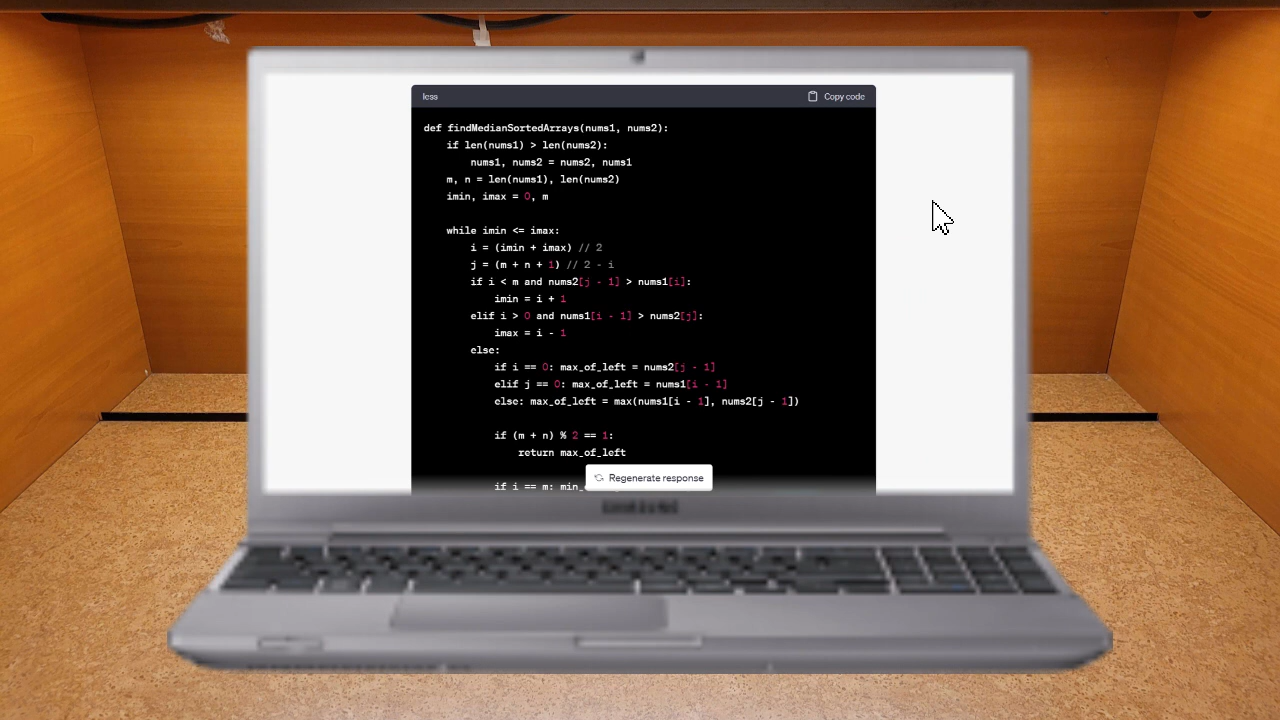 less
Copy code
def findMedianSortedArrays(nums1, nums2):
if len(nums1) > len(nums2):
nums1, nums2 = nums2, nums1
m, n = len(nums1), len(nums2)
imin, imax = 0, m
while imin <= imax:
i = (imin + imax) // 2
j = (m + n + 1) // 2 - i
if i < m and nums2[j - 1] > nums1[i]:
imin = i + 1
elif i > 0 and nums1[i - 1] > nums2[j]:
imax = i - 1
else:
if i == 0: max_of_left = nums2[j - 1]
elif j == 0: max_of_left = nums1[i - 1]
else: max_of_left = max(nums1[i - 1], nums2[j - 1])
if (m + n) % 2 == 1:
return max_of_left
Regenerate response
if i == m:
SAMSUNG